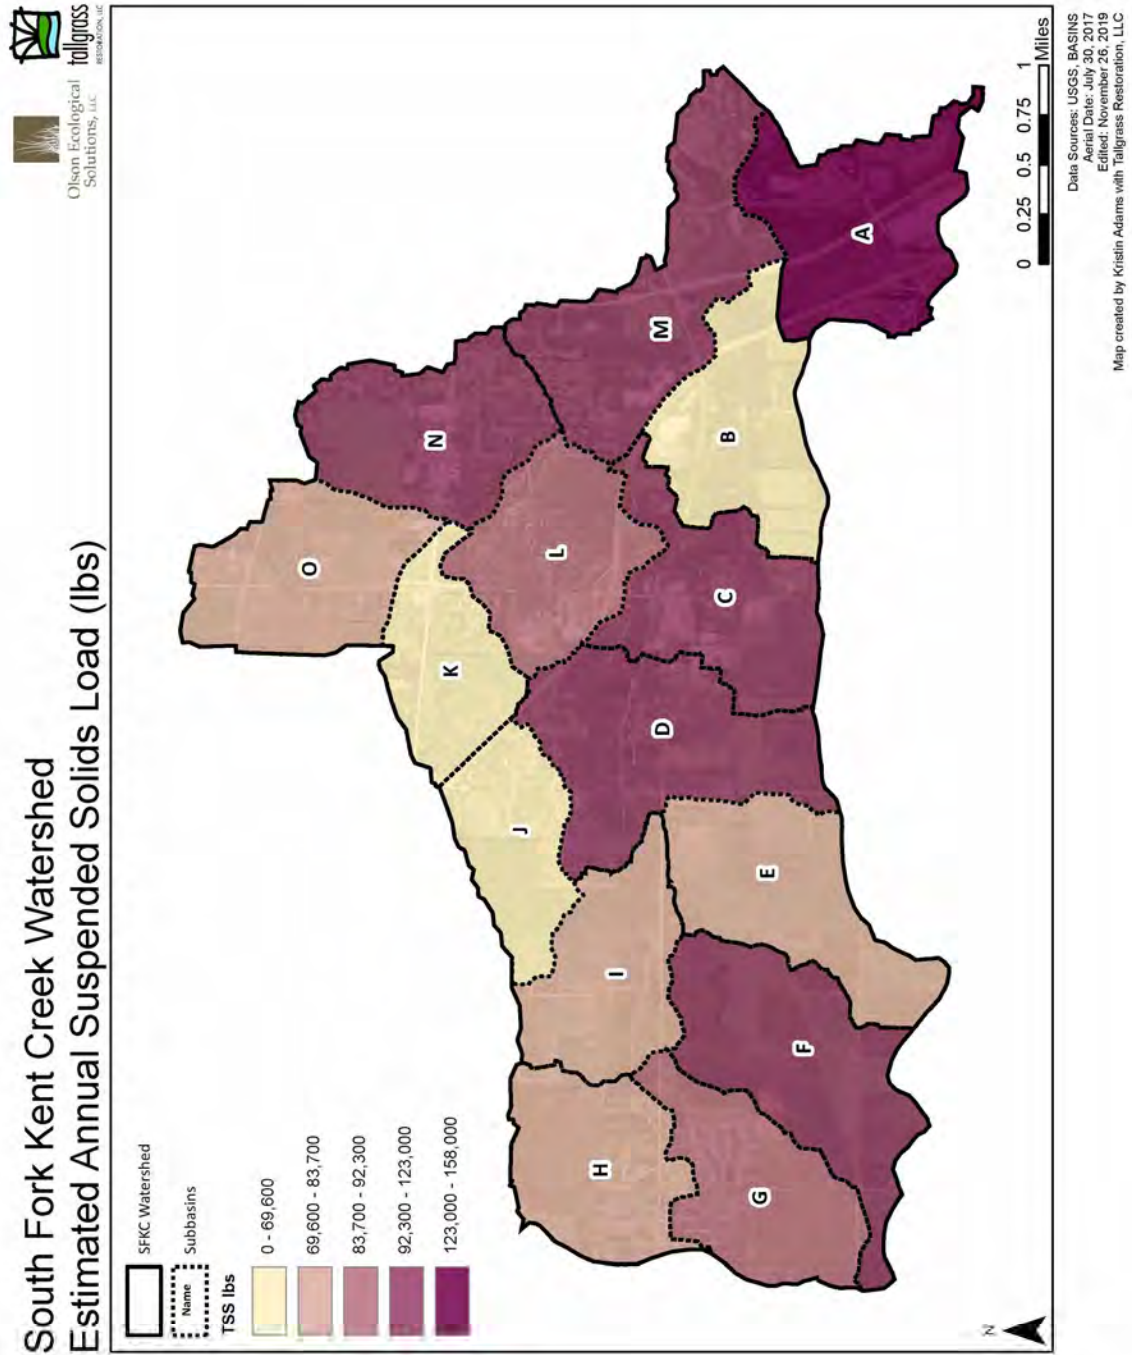 South Fork Kent Creek Watershed
Estimated Annual Suspended Solids Load (lbs)
Olson Ecological
Solutions, LLC
tallgrass
RESTORATION, LLC
SFKC Watershed
Name
Subbasins
TSS lbs
0 - 69,600
69,600 - 83,700
83,700 - 92,300
92,300 - 123,000
123,000 - 158,000
O
N
K
J
L
M
I
D
H
C
B
E
G
F
A
N
0 0.25 0.5 0.75 1
Miles
Data Sources: USGS, BASINS
Aerial Date: July 30, 2017
Edited: November 26, 2019
Map created by Kristin Adams with Tallgrass Restoration, LLC